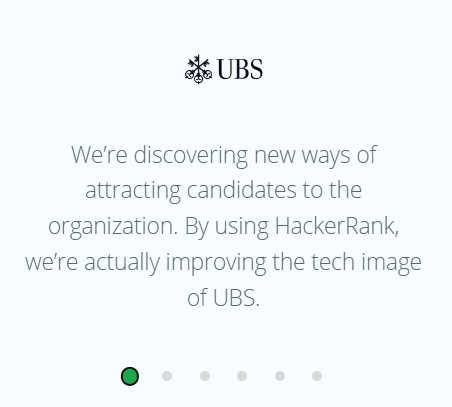 UBS
We’re discovering new ways of
attracting candidates to the
organization. By using HackerRank,
we’re actually improving the tech image
of UBS.